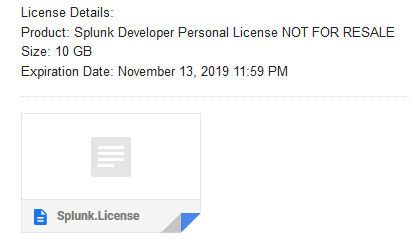 License Details:
Product: Splunk Developer Personal License NOT FOR RESALE
Size: 10 GB
Expiration Date: November 13, 2019 11:59 PM
Splunk.License